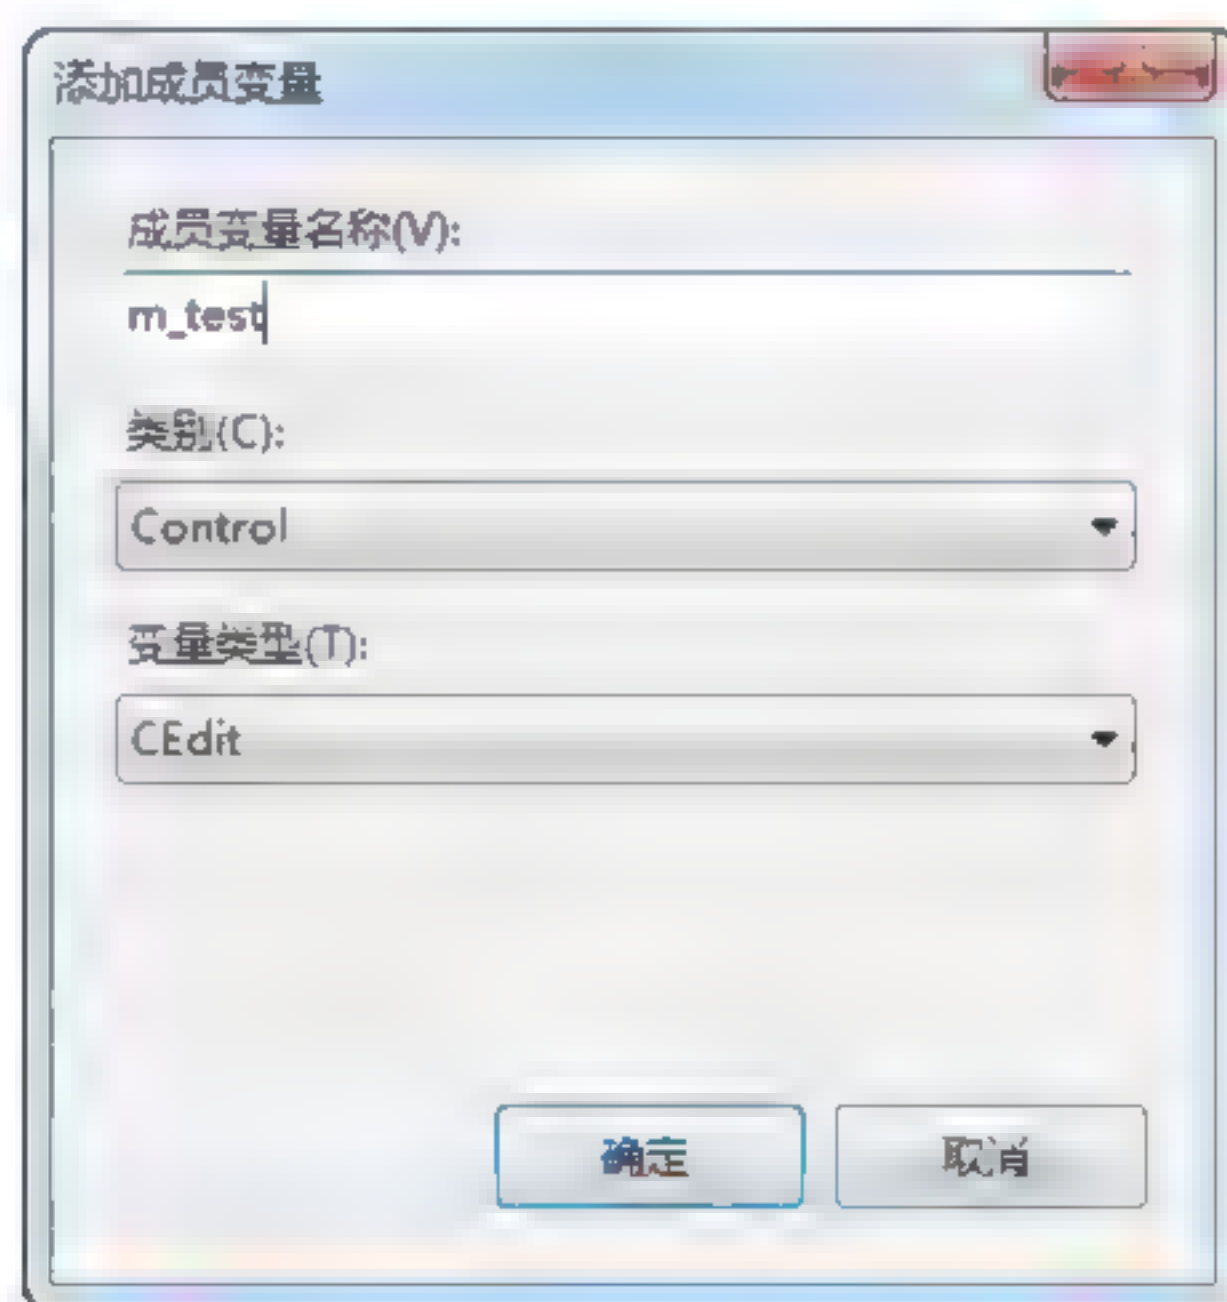 添加成员变量
成员变量名称(V):
m_test
类别(C):
Control
变量类型(T):
CEdit
确定
取消